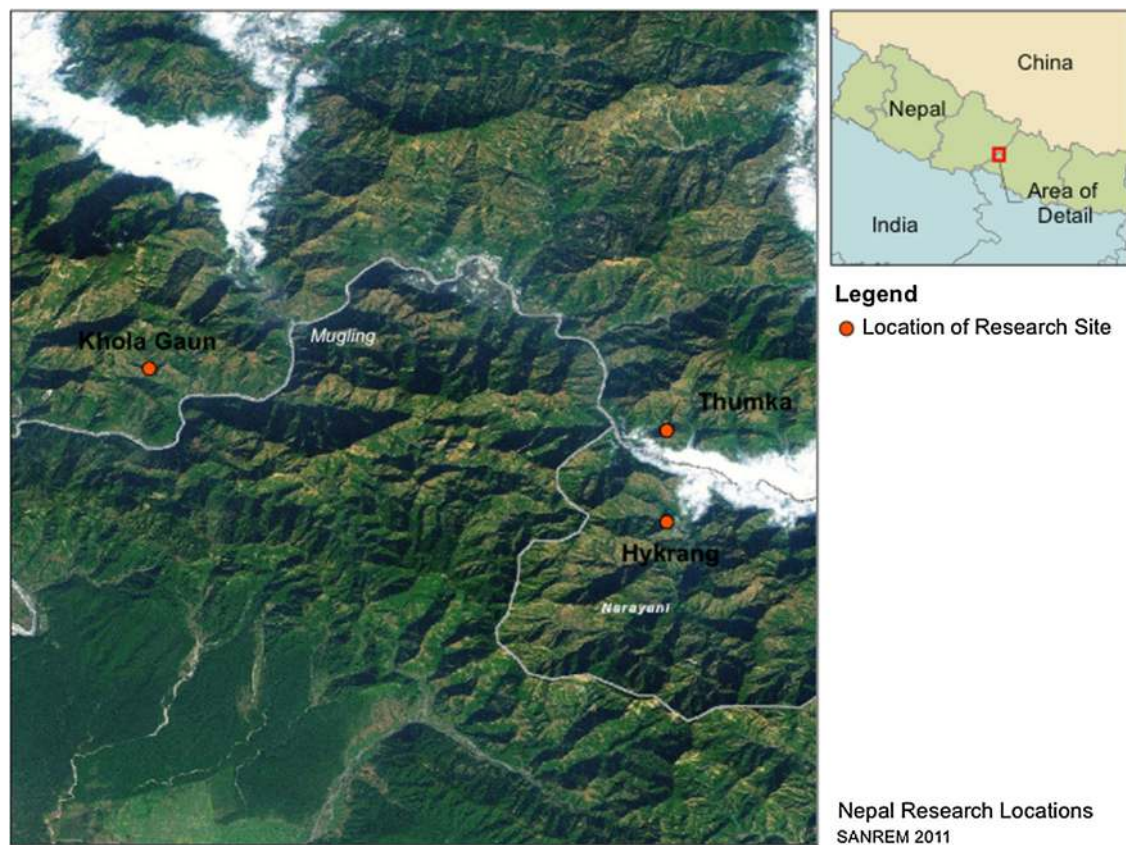 Khola Gaun
Mugling
Thumka
Hykrang
Narayani
China
Nepal
Area of
Detail
India
Legend
Location of Research Site
Nepal Research Locations
SANREM 2011